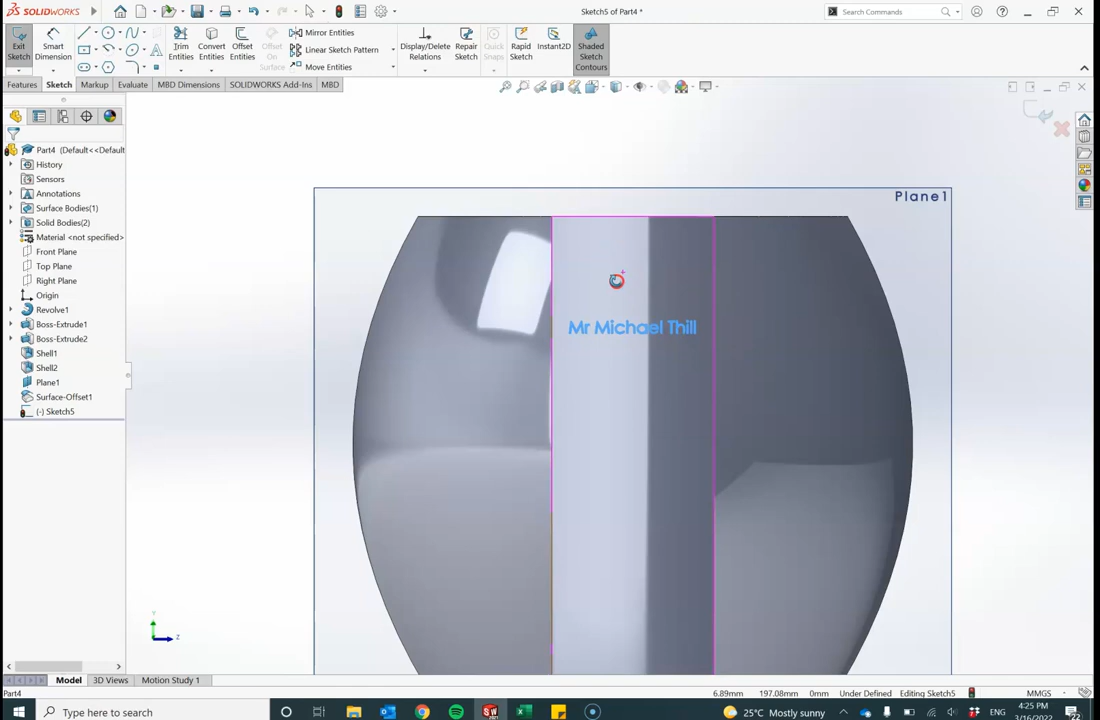 SOLIDWORKS
Sketch5 of Part4 *
Search Commands
Exit Sketch
Smart Dimension
Trim Entities
Convert Entities
Offset Entities
Offset On Surface
Mirror Entities
Linear Sketch Pattern
Move Entities
Display/Delete Relations
Repair Sketch
Quick Snaps
Rapid Sketch
Instant2D
Shaded Sketch Contours
Features Sketch Markup Evaluate MBD Dimensions SOLIDWORKS Add-Ins MBD
Part4 (Default<<Default
History
Sensors
Annotations
Surface Bodies(1)
Solid Bodies(2)
Material <not specified>
Front Plane
Top Plane
Right Plane
Origin
Revolve1
Boss-Extrude1
Boss-Extrude2
Shell1
Shell2
Plane1
Surface-Offset1
(-) Sketch5
Plane1
Mr Michael Thill
Y
Z
Model 3D Views Motion Study 1
Part4 6.89mm 197.08mm 0mm Under Defined Editing Sketch5 MMGS
Type here to search
25°C Mostly sunny
ENG
4:25 PM
3/16/2022
22